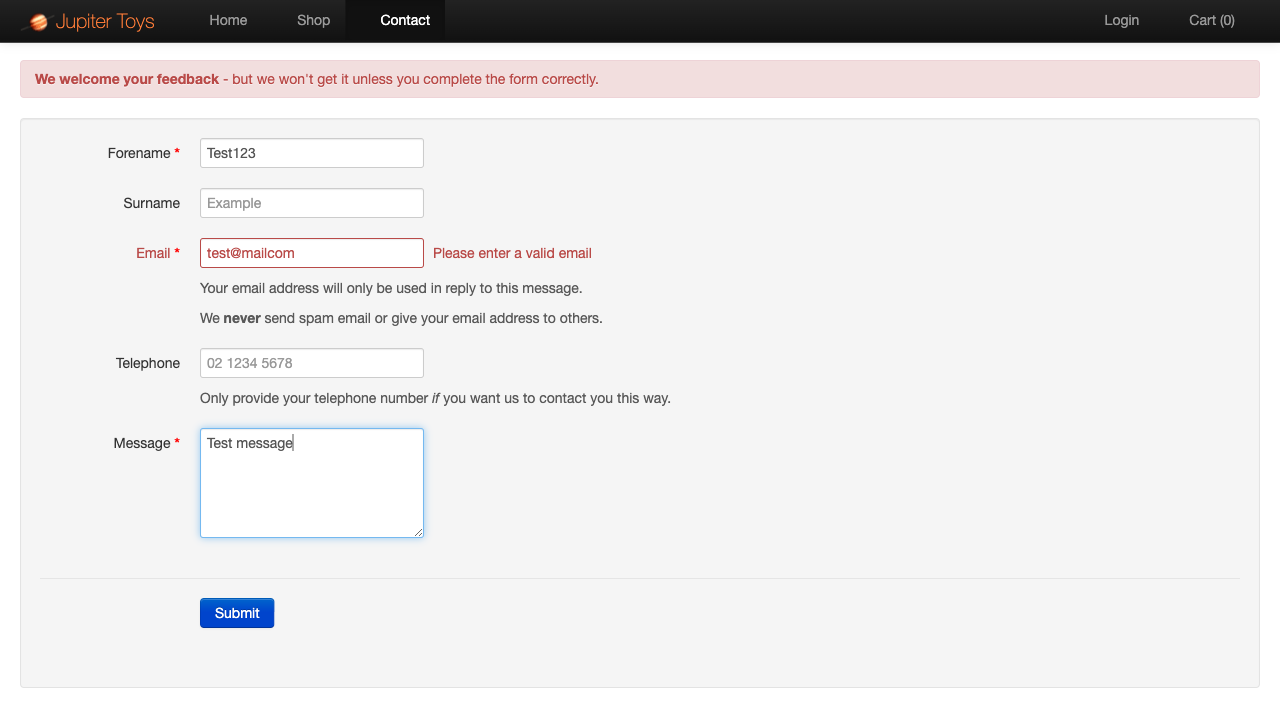 Jupiter Toys Home Shop Contact Login Cart (0)
We welcome your feedback - but we won't get it unless you complete the form correctly.
Forename * Test123
Surname Example
Email * test@mailcom Please enter a valid email
Your email address will only be used in reply to this message.
We never send spam email or give your email address to others.
Telephone 02 1234 5678
Only provide your telephone number if you want us to contact you this way.
Message * Test message
Submit